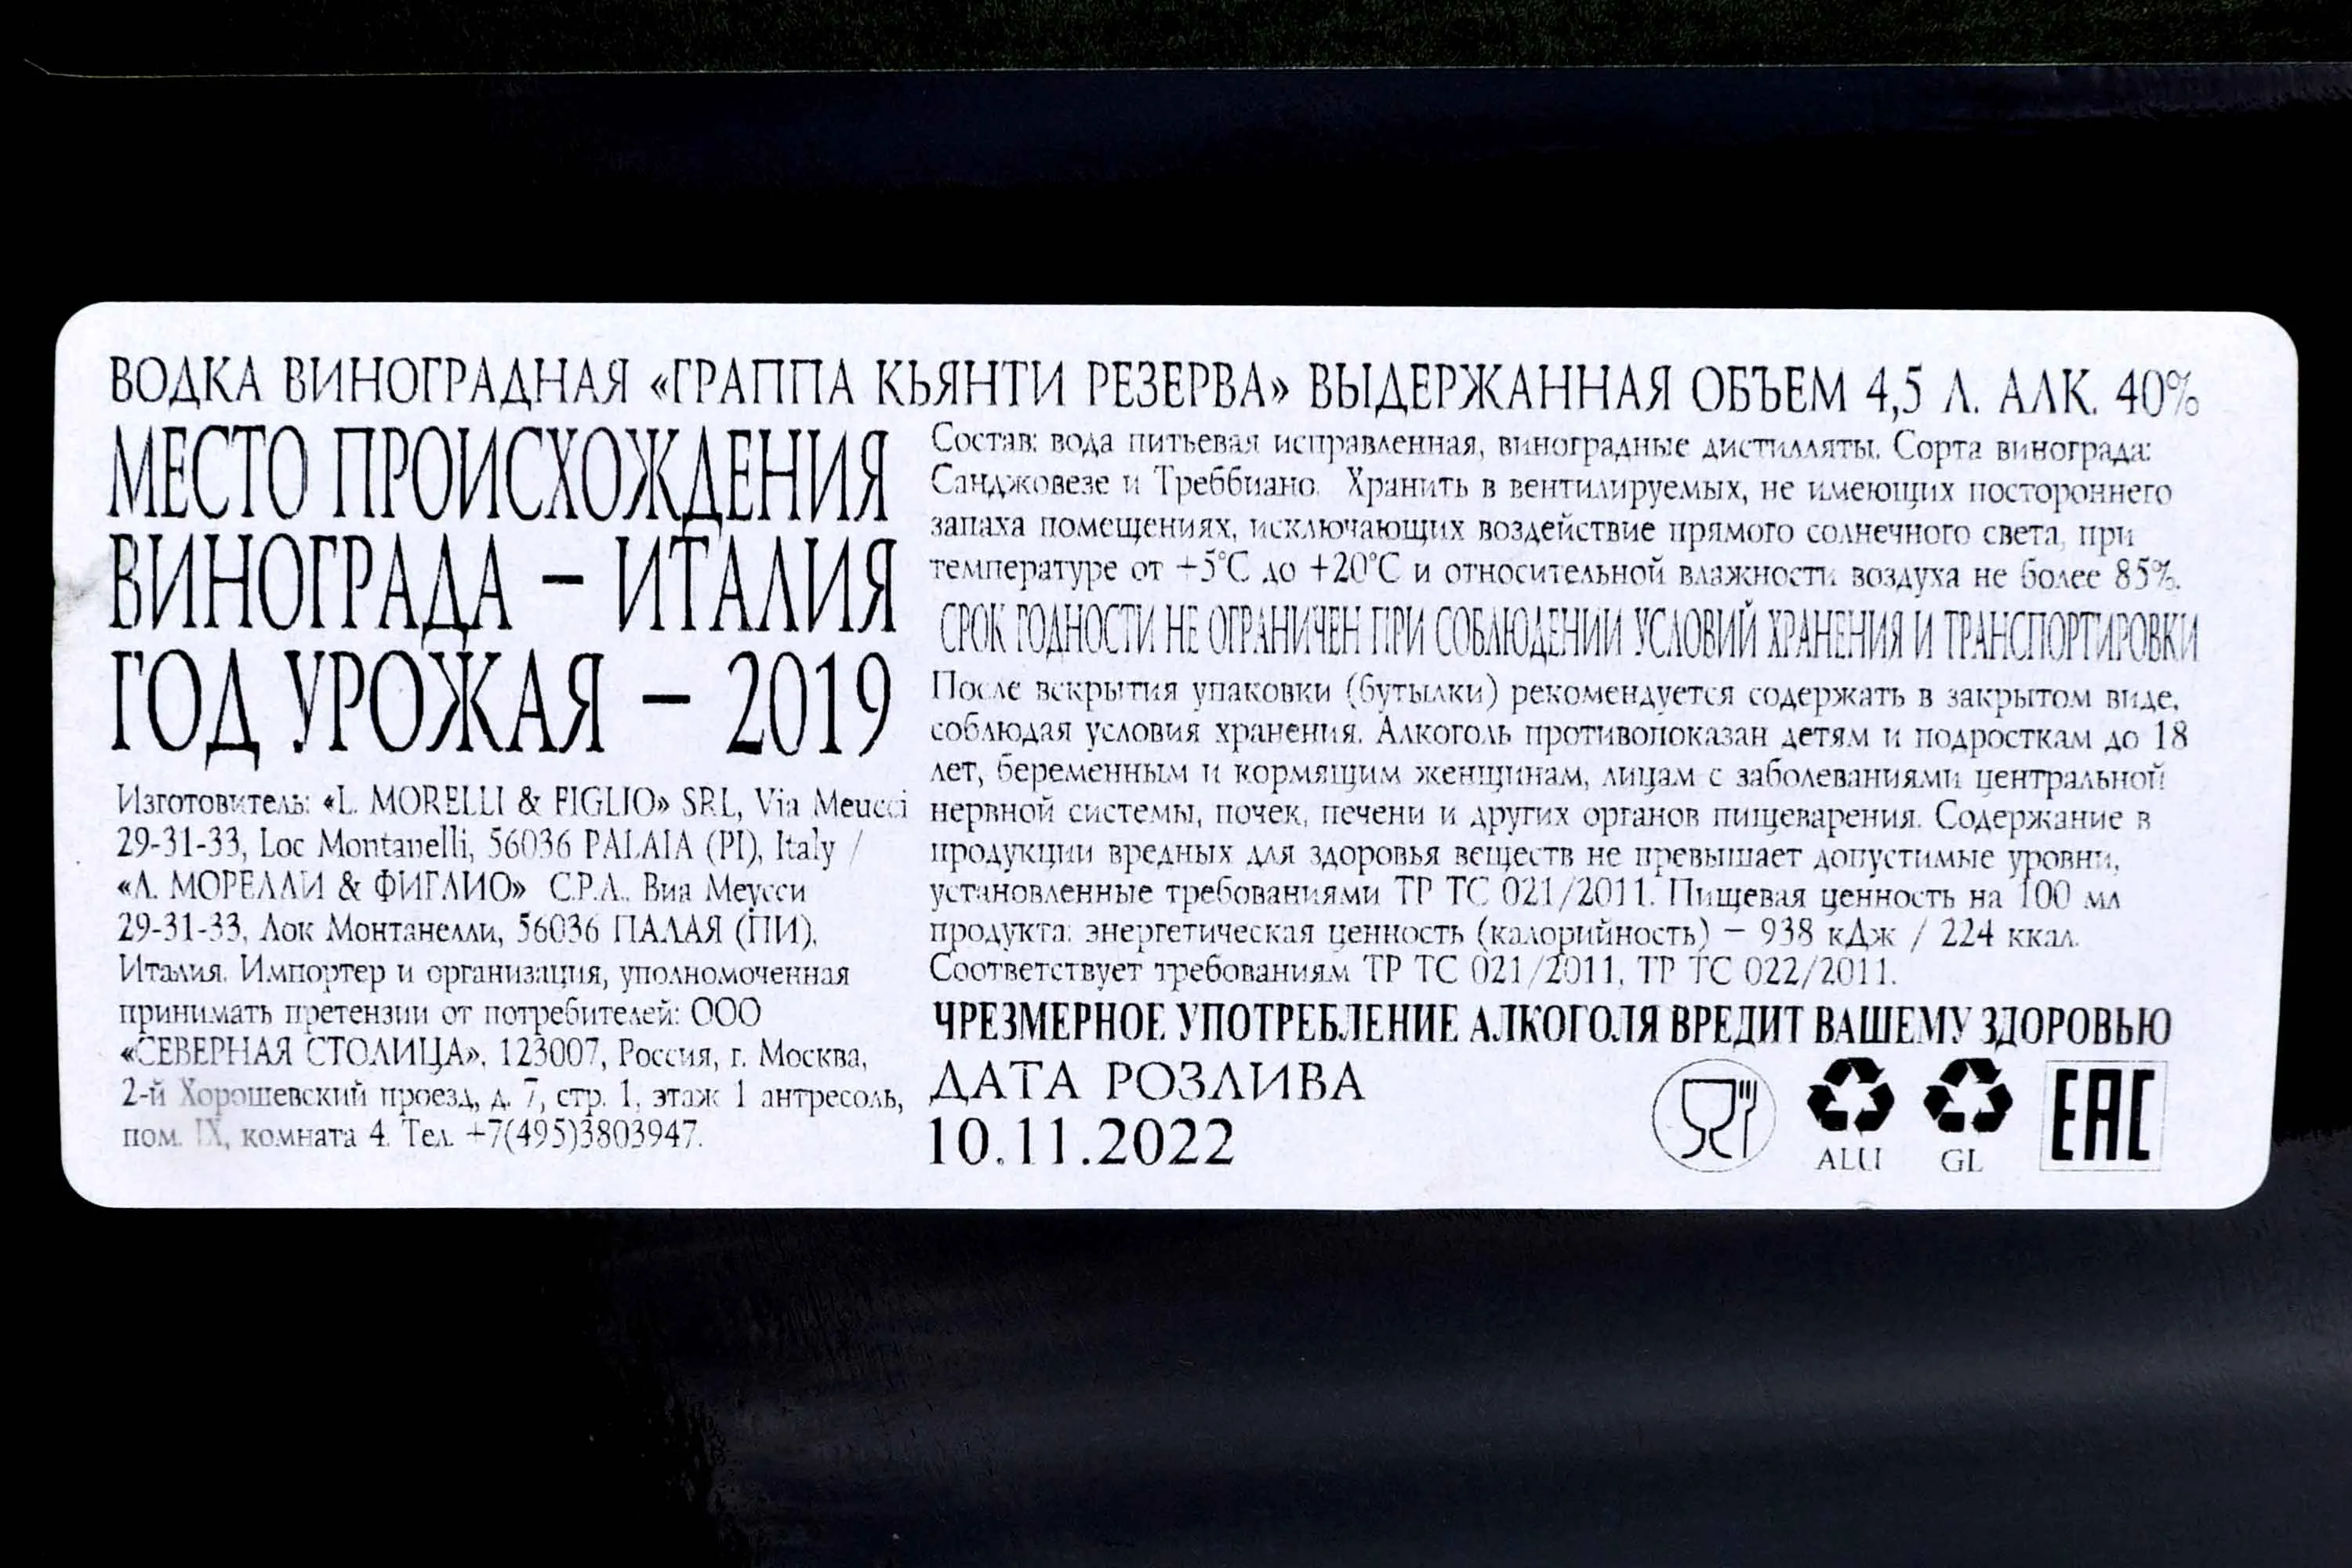 ВОДКА ВИНОГРАДНАЯ «ГРАППА КЬЯНТИ РЕЗЕРВА» ВЫДЕРЖАННАЯ ОБЪЕМ 4,5 Л. АЛК. 40%
МЕСТО ПРОИСХОЖДЕНИЯ
ВИНОГРАДА – ИТАЛИЯ
ГОД УРОЖАЯ – 2019
Изготовитель: «L. MORELLI & FIGLIO» SRL, Via Meucci
29-31-33, Loc Montanelli, 56036 PALAIA (PI), Italy /
«Л. МОРЕЛЛИ & ФИГЛИО» С.Р.Л., Виа Меусси
29-31-33, Лок Монтанелли, 56036 ПАЛАЯ (ПИ),
Италия. Импортер и организация, уполномоченная
принимать претензии от потребителей: ООО
«СЕВЕРНАЯ СТОЛИЦА», 123007, Россия, г. Москва,
2-й Хорошевский проезд, д. 7, стр. 1, этаж 1 антресоль,
пом. IX, комната 4. Тел. +7(495)3803947.
Состав: вода питьевая исправленная, виноградные дистилляты. Сорта винограда:
Санджовезе и Треббиано. Хранить в вентилируемых, не имеющих постороннего
запаха помещениях, исключающих воздействие прямого солнечного света, при
температуре от +5°С до +20°С и относительной влажности воздуха не более 85%.
СРОК ГОДНОСТИ НЕ ОГРАНИЧЕН ПРИ СОБЛЮДЕНИИ УСЛОВИЙ ХРАНЕНИЯ И ТРАНСПОРТИРОВКИ
После вскрытия упаковки (бутылки) рекомендуется содержать в закрытом виде,
соблюдая условия хранения. Алкоголь противопоказан детям и подросткам до 18
лет, беременным и кормящим женщинам, лицам с заболеваниями центральной
нервной системы, почек, печени и других органов пищеварения. Содержание в
продукции вредных для здоровья веществ не превышает допустимые уровни,
установленные требованиями ТР ТС 021/2011. Пищевая ценность на 100 мл
продукта: энергетическая ценность (калорийность) – 938 кДж / 224 ккал.
Соответствует требованиям ТР ТС 021/2011, ТР ТС 022/2011.
ЧРЕЗМЕРНОЕ УПОТРЕБЛЕНИЕ АЛКОГОЛЯ ВРЕДИТ ВАШЕМУ ЗДОРОВЬЮ
ДАТА РОЗЛИВА
10.11.2022
ALU GL EAC